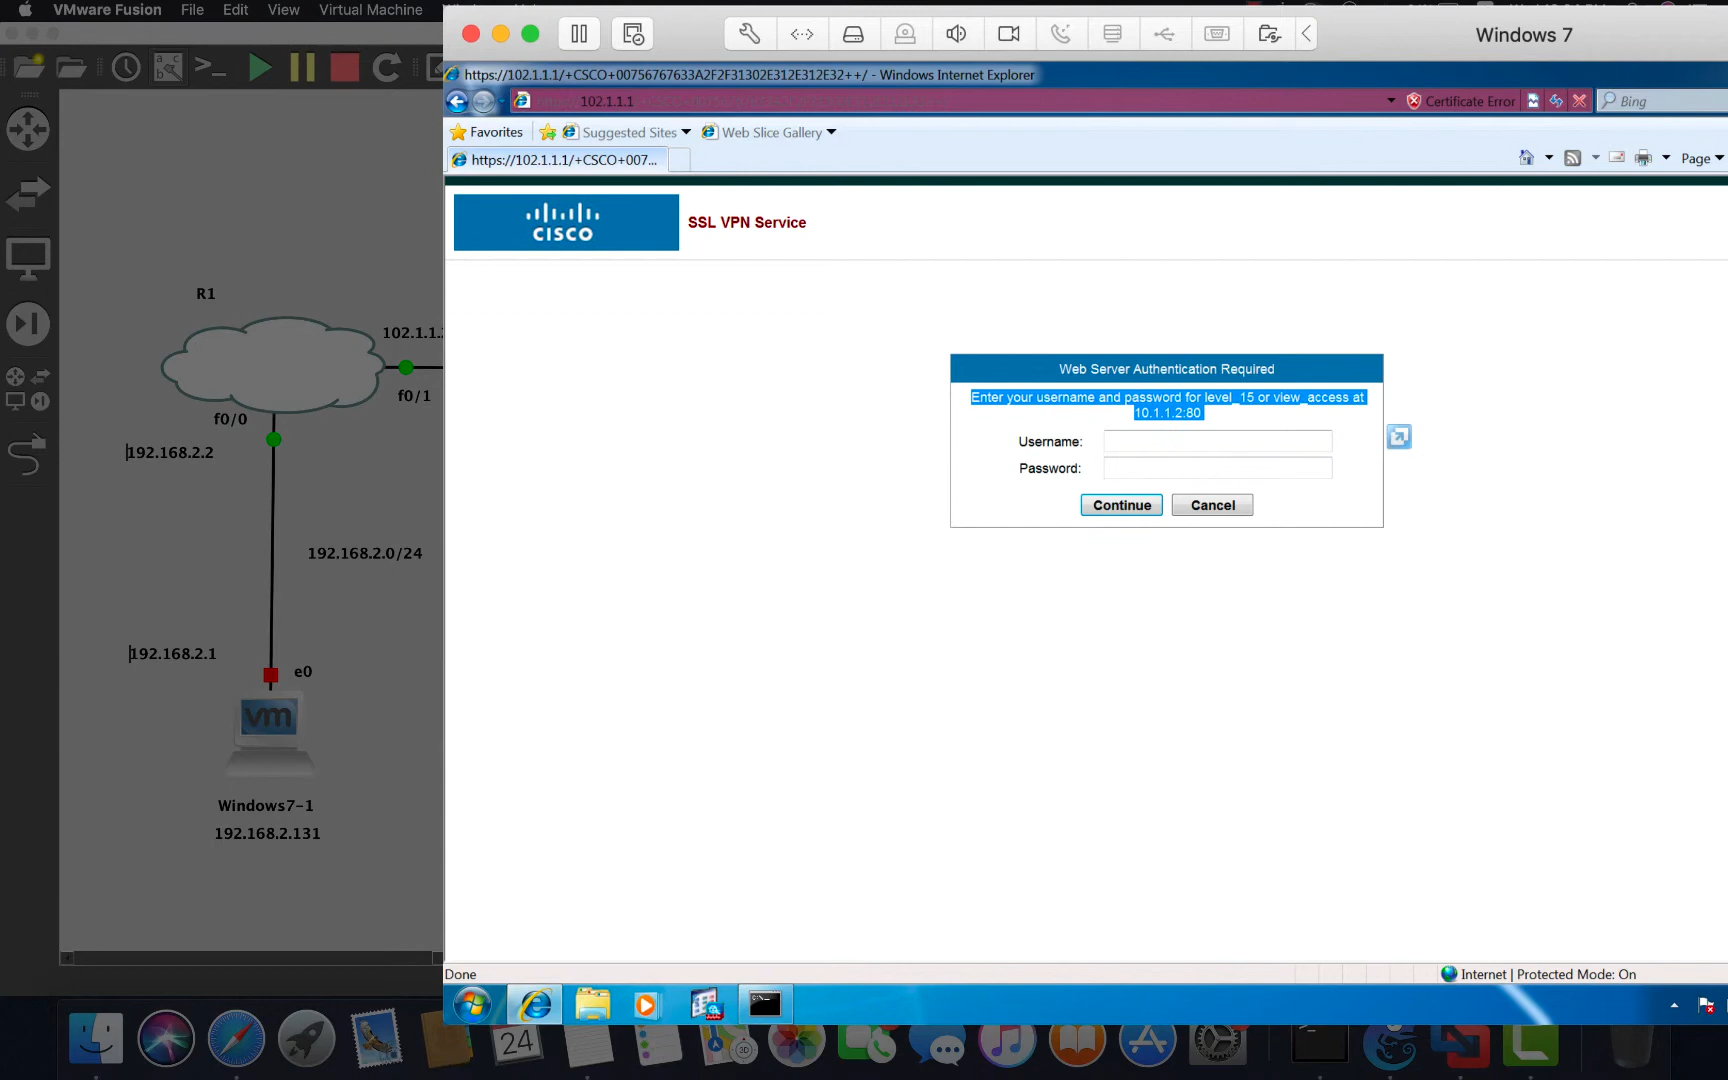 VMware Fusion File Edit View Virtual Machine
Windows 7
https://102.1.1.1/+CSCO+00756767633A2F2F31302E312E312E32++/ - Windows Internet Explorer
102.1.1.1
Certificate Error
Bing
Favorites
Suggested Sites
Web Slice Gallery
https://102.1.1.1/+CSCO+007...
Page
CISCO
SSL VPN Service
R1
102.1.1.
f0/1
f0/0
192.168.2.2
192.168.2.0/24
192.168.2.1
e0
vm
Windows7-1
192.168.2.131
Web Server Authentication Required
Enter your username and password for level_15 or view_access at
10.1.1.2:80
Username:
Password:
Continue
Cancel
Done
Internet | Protected Mode: On
24